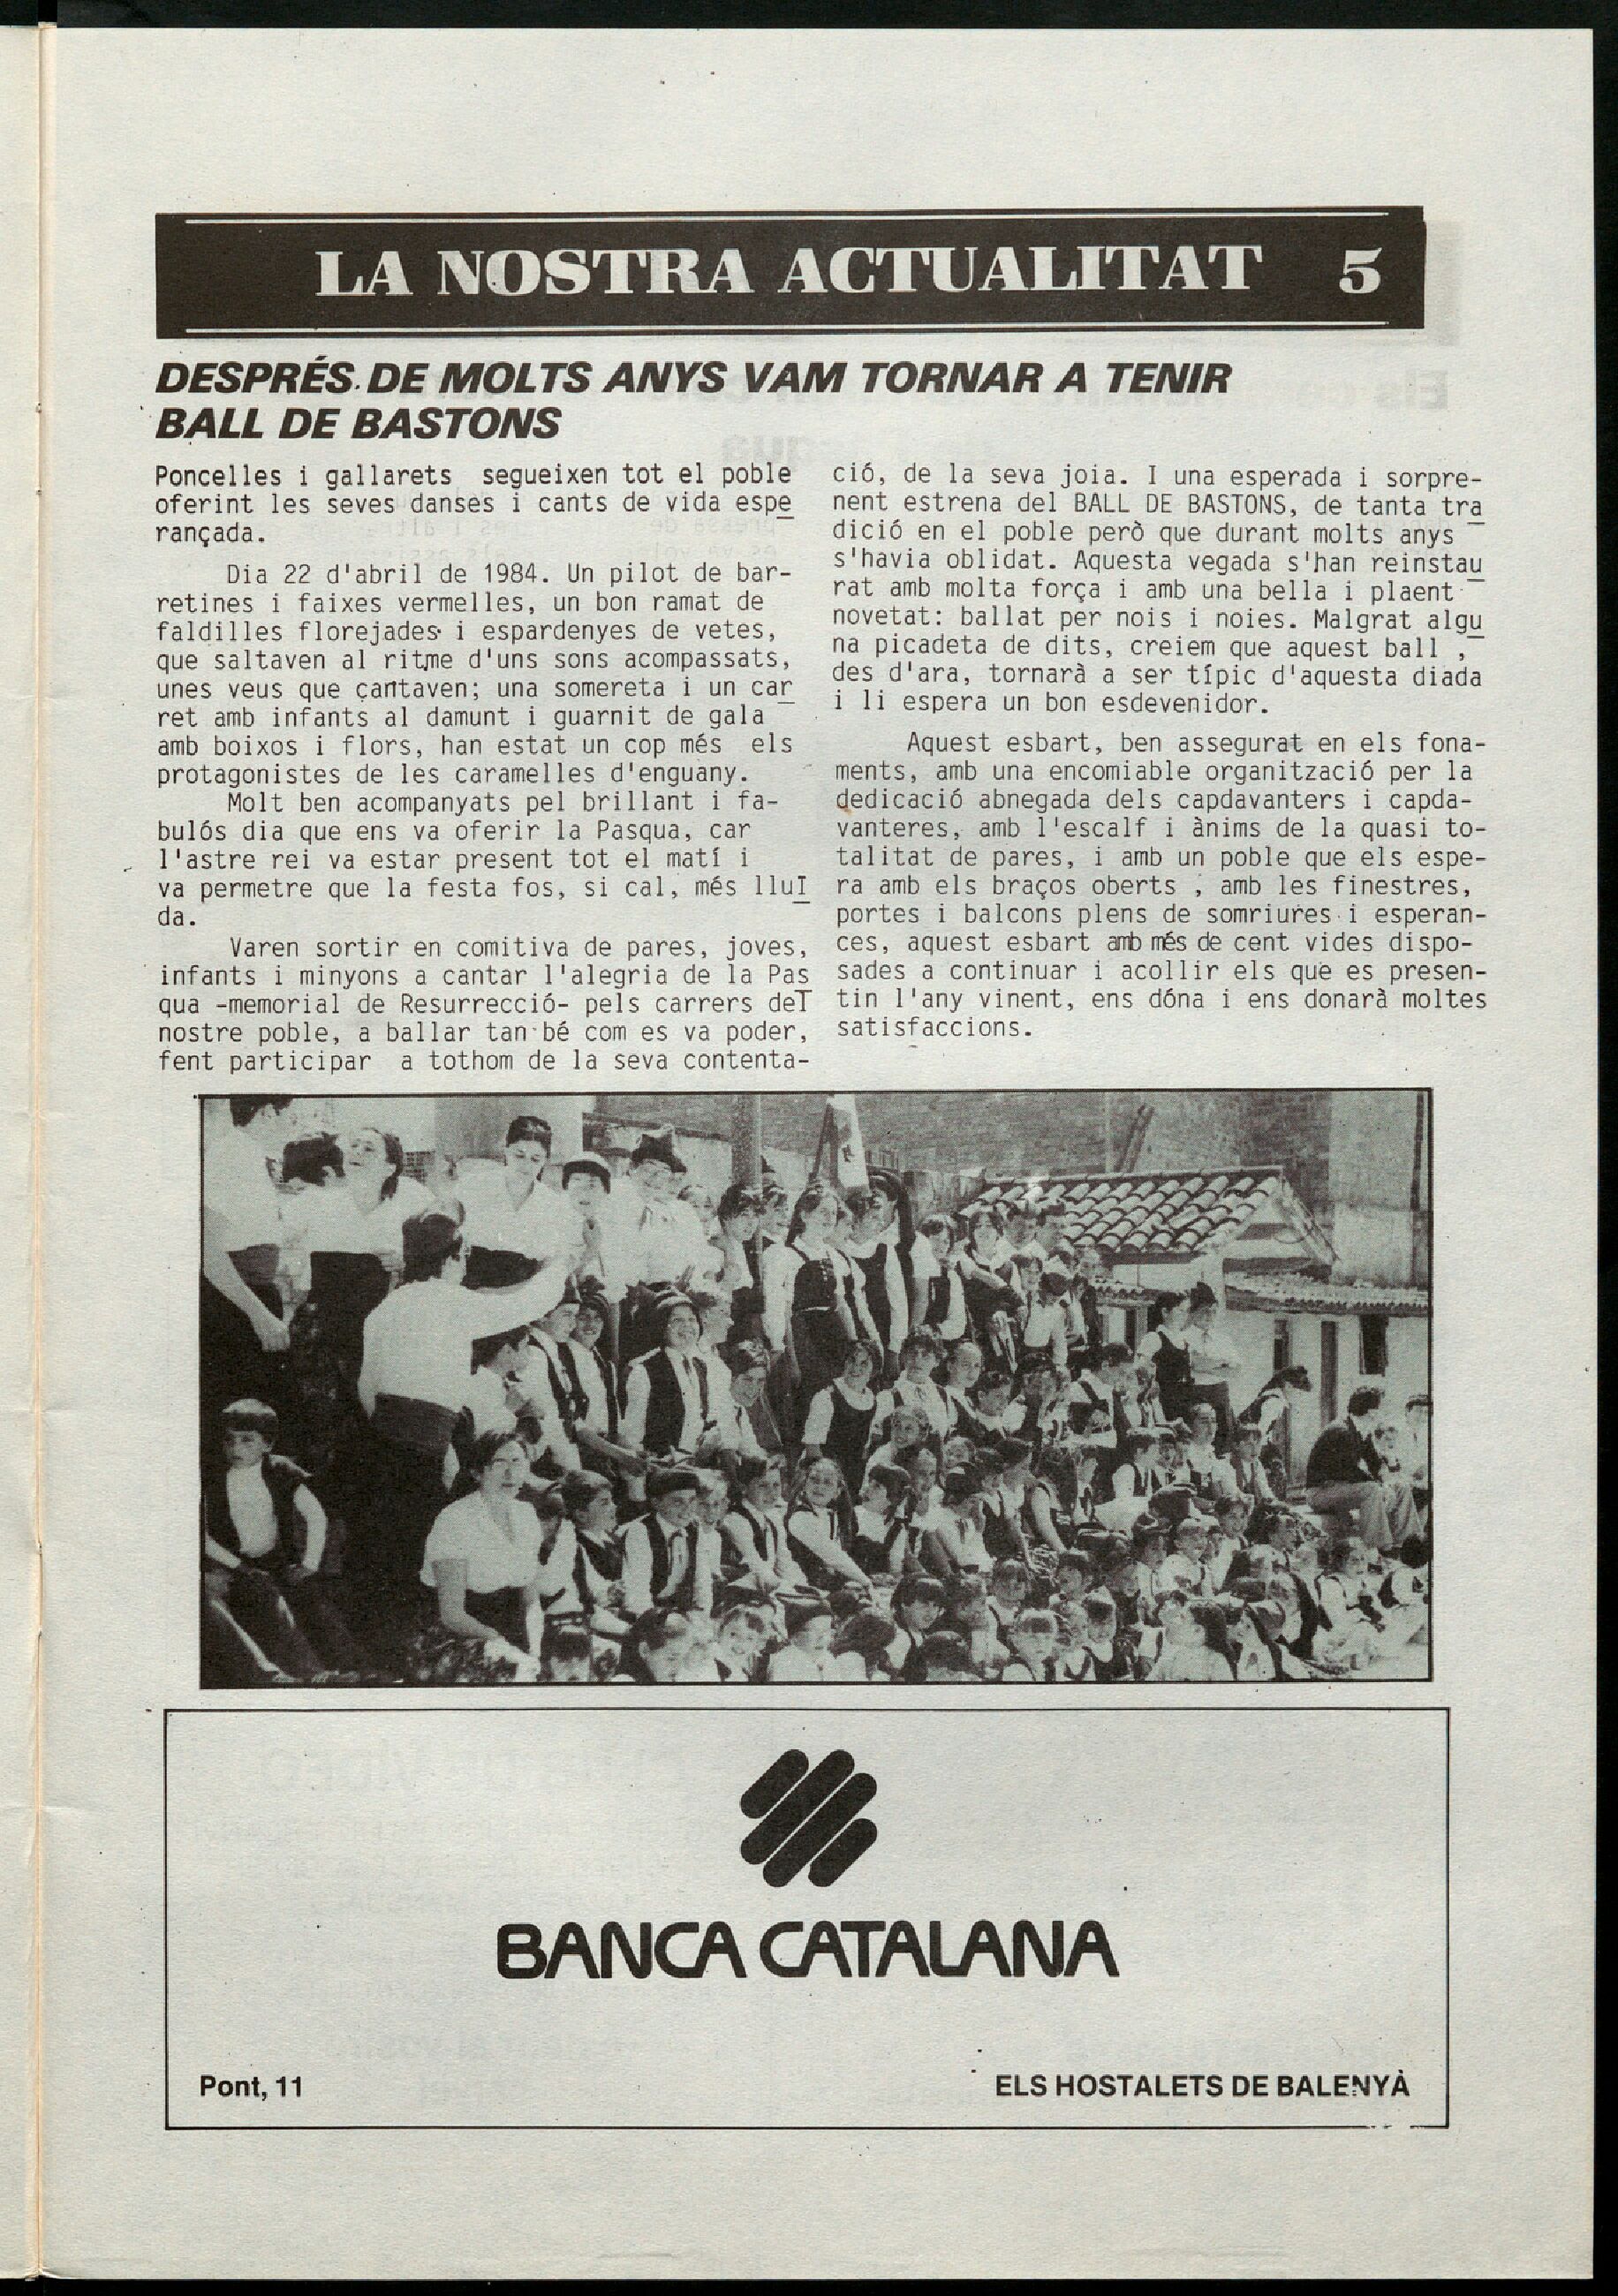 LA NOSTRA ACTUALITAT 5
DESPRÉS DE MOLTS ANYS VAM TORNAR A TENIR
BALL DE BASTONS
Poncelles i gallarets segueixen tot el poble
oferint les seves danses i cants de vida espe
rançada.
Dia 22 d'abril de 1984. Un pilot de bar-
retines i faixes vermelles, un bon ramat de
faldilles florejades i espardenyes de vetes,
que saltaven al ritme d'uns sons acompassats,
unes veus que cantaven; una somereta i un car
ret amb infants al damunt i guarnit de gala
amb boixos i flors, han estat un cop més els
protagonistes de les caramelles d'enguany.
Molt ben acompanyats pel brillant i fa-
bulós dia que ens va oferir la Pasqua, car
l'astre rei va estar present tot el matí i
va permetre que la festa fos, si cal, més lluï
da.
Varen sortir en comitiva de pares, joves,
infants i minyons a cantar l'alegria de la Pas
qua -memorial de Resurrecció- pels carrers del
nostre poble, a ballar tan bé com es va poder,
fent participar a tothom de la seva contenta-
ció, de la seva joia. I una esperada i sorpre-
nent estrena del BALL DE BASTONS, de tanta tra
dició en el poble però que durant molts anys
s'havia oblidat. Aquesta vegada s'han reinstau
rat amb molta força i amb una bella i plaent
novetat: ballat per nois i noies. Malgrat algu
na picadeta de dits, creiem que aquest ball ,
des d'ara, tornarà a ser típic d'aquesta diada
i li espera un bon esdevenidor.
Aquest esbart, ben assegurat en els fona-
ments, amb una encomiable organització per la
dedicació abnegada dels capdavanters i capda-
vanteres, amb l'escalf i ànims de la quasi to-
talitat de pares, i amb un poble que els espe-
ra amb els braços oberts , amb les finestres,
portes i balcons plens de somriures i esperan-
ces, aquest esbart amb més de cent vides dispo-
sades a continuar i acollir els que es presen-
tin l'any vinent, ens dóna i ens donarà moltes
satisfaccions.
BANCA CATALANA
Pont, 11
ELS HOSTALETS DE BALENYÀ